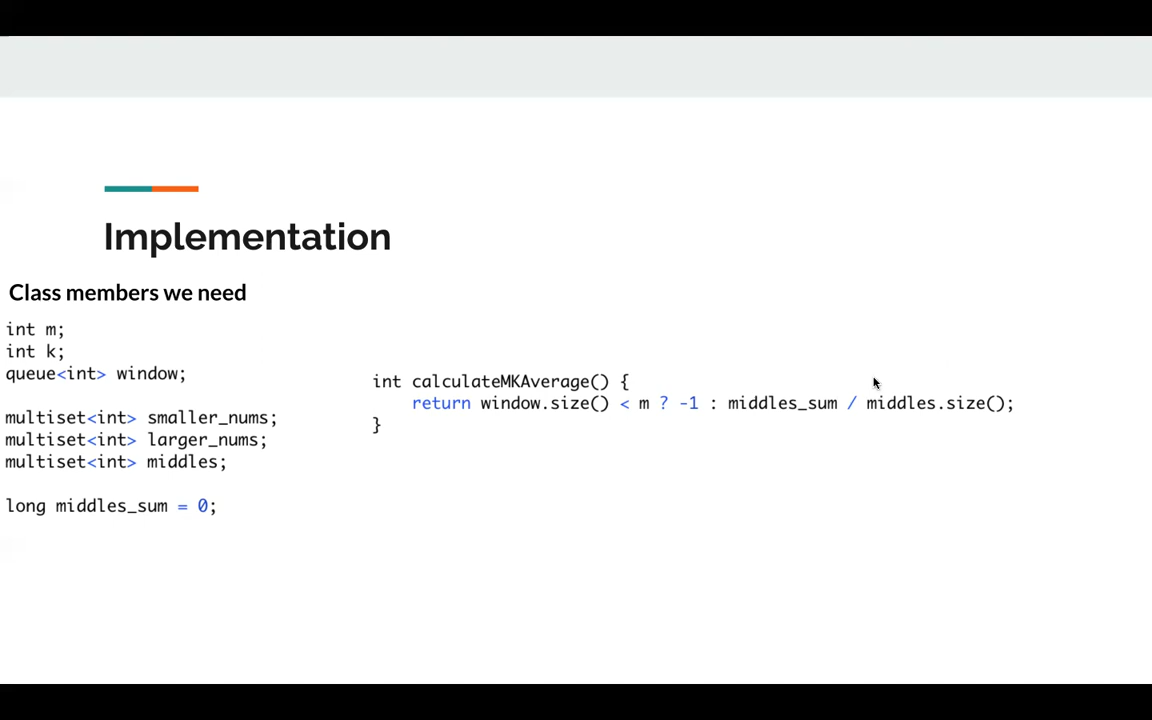 Implementation
Class members we need
int m;
int k;
queue<int> window;
multiset<int> smaller_nums;
multiset<int> larger_nums;
multiset<int> middles;
long middles_sum = 0;
int calculateMKAverage() {
return window.size() < m ? -1 : middles_sum / middles.size();
}